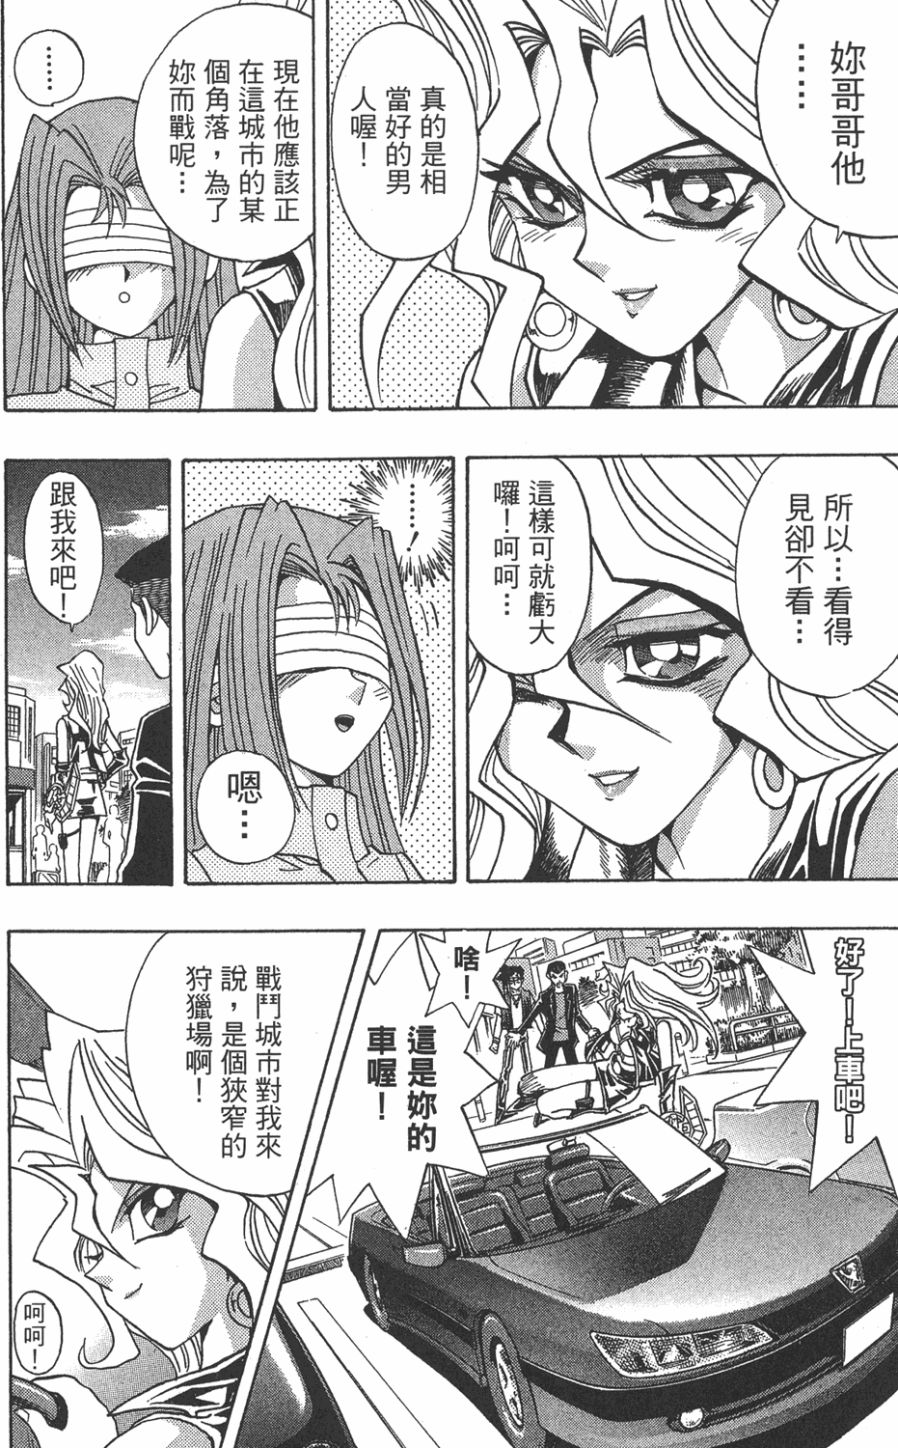 妳哥哥他
……
真的是相
當好的男
人喔！
現在他應該正
在這城市的某
個角落，為了
妳而戰呢…
……
所以…看得
見卻不看…
這樣可就虧大
囉！呵呵…
……！
嗯…
跟我來吧！
好了！上車吧！
啥！
這是妳的
車喔！
戰鬥城市對我來
說，是個狹窄的
狩獵場啊！
呵呵！